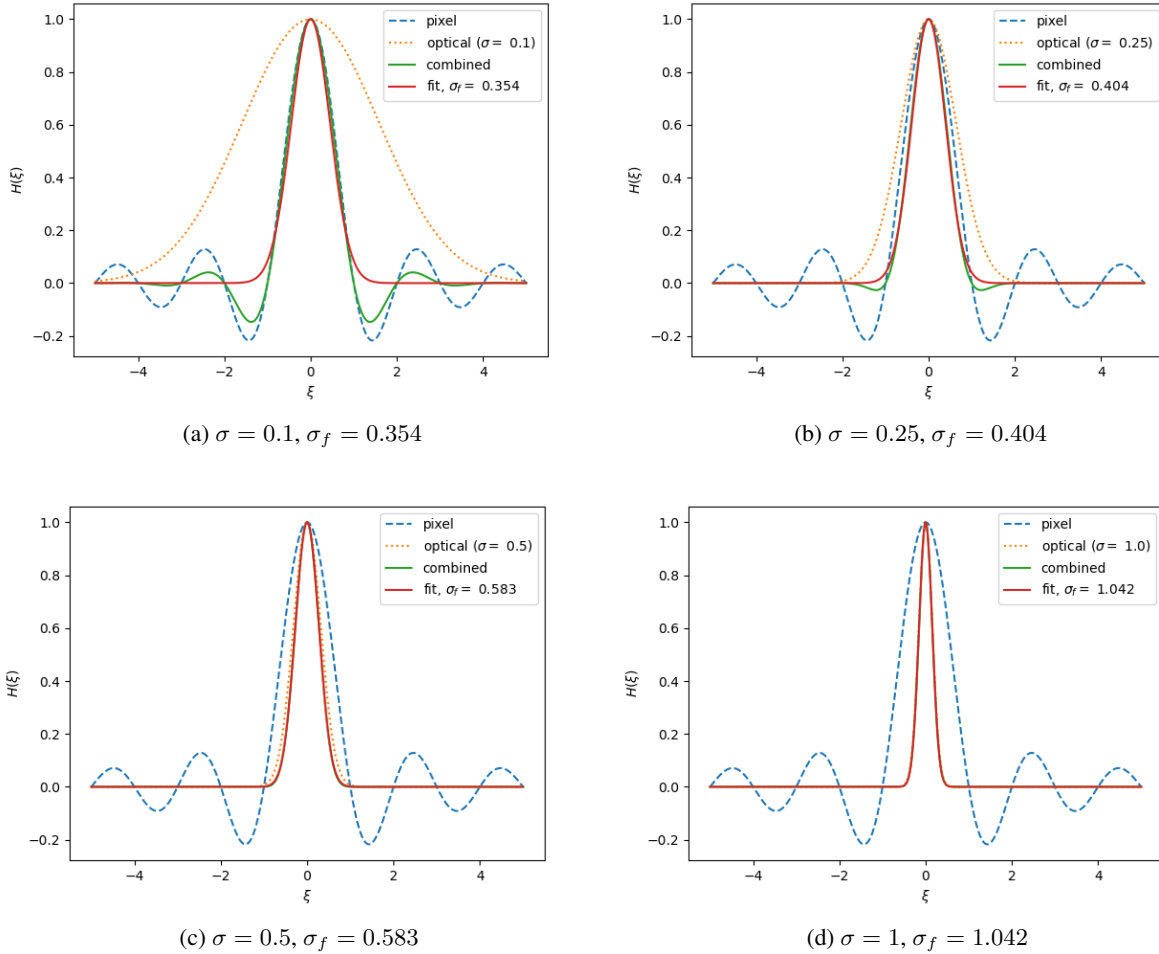 1.0
0.8
0.6
0.4
0.2
0.0
−0.2
H(ξ)
pixel
optical (σ = 0.1)
combined
fit, σf = 0.354
−4
−2
0
2
4
ξ
(a) σ = 0.1, σf = 0.354
1.0
0.8
0.6
0.4
0.2
0.0
−0.2
H(ξ)
pixel
optical (σ = 0.25)
combined
fit, σf = 0.404
−4
−2
0
2
4
ξ
(b) σ = 0.25, σf = 0.404
1.0
0.8
0.6
0.4
0.2
0.0
−0.2
H(ξ)
pixel
optical (σ = 0.5)
combined
fit, σf = 0.583
−4
−2
0
2
4
ξ
(c) σ = 0.5, σf = 0.583
1.0
0.8
0.6
0.4
0.2
0.0
−0.2
H(ξ)
pixel
optical (σ = 1.0)
combined
fit, σf = 1.042
−4
−2
0
2
4
ξ
(d) σ = 1, σf = 1.042